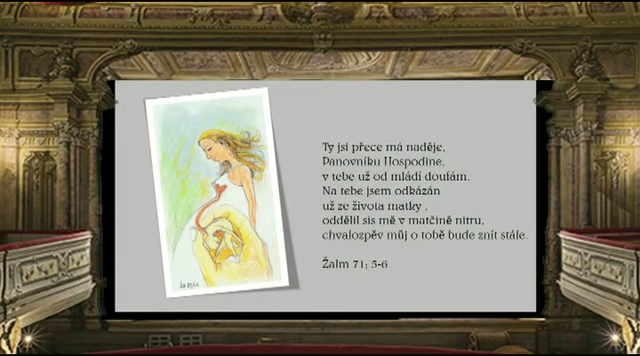 Ty jsi přece má naděje,
Panovníku Hospodine,
v tebe už od mládí doufám.
Na tebe jsem odkázán
už ze života matky ,
oddělil sis mě v matčině nitru,
chvalozpěv můj o tobě bude znít stále.
Žalm 71; 5-6